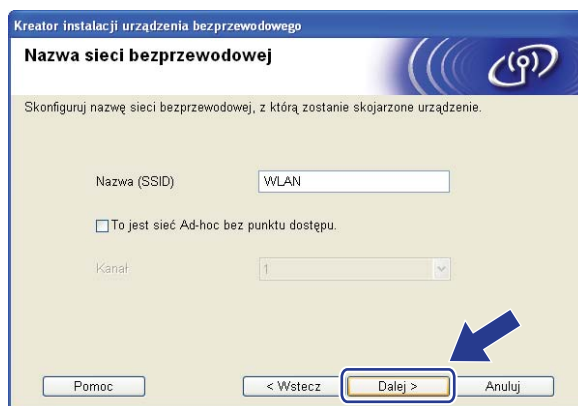 Kreator instalacji urządzenia bezprzewodowego
Nazwa sieci bezprzewodowej
Skonfiguruj nazwę sieci bezprzewodowej, z którą zostanie skojarzone urządzenie.
Nazwa (SSID) WLAN
To jest sieć Ad-hoc bez punktu dostępu.
Kanał 1
Pomoc < Wstecz Dalej > Anuluj